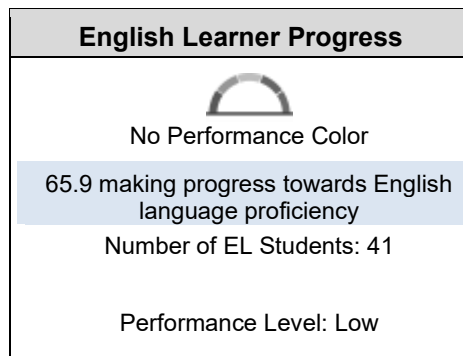 English Learner Progress
No Performance Color
65.9 making progress towards English
language proficiency
Number of EL Students: 41
Performance Level: Low